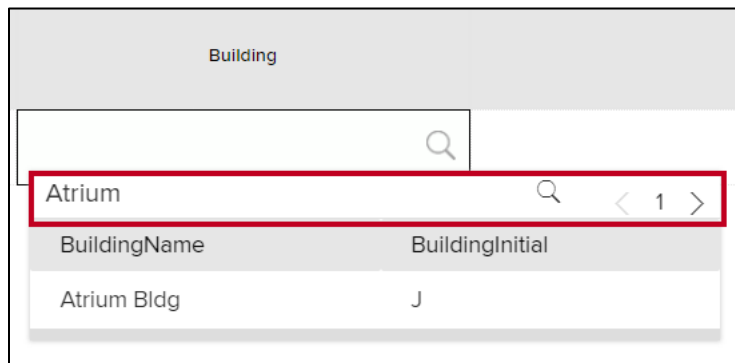 Building
Atrium 1
BuildingName BuildingInitial
Atrium Bldg J